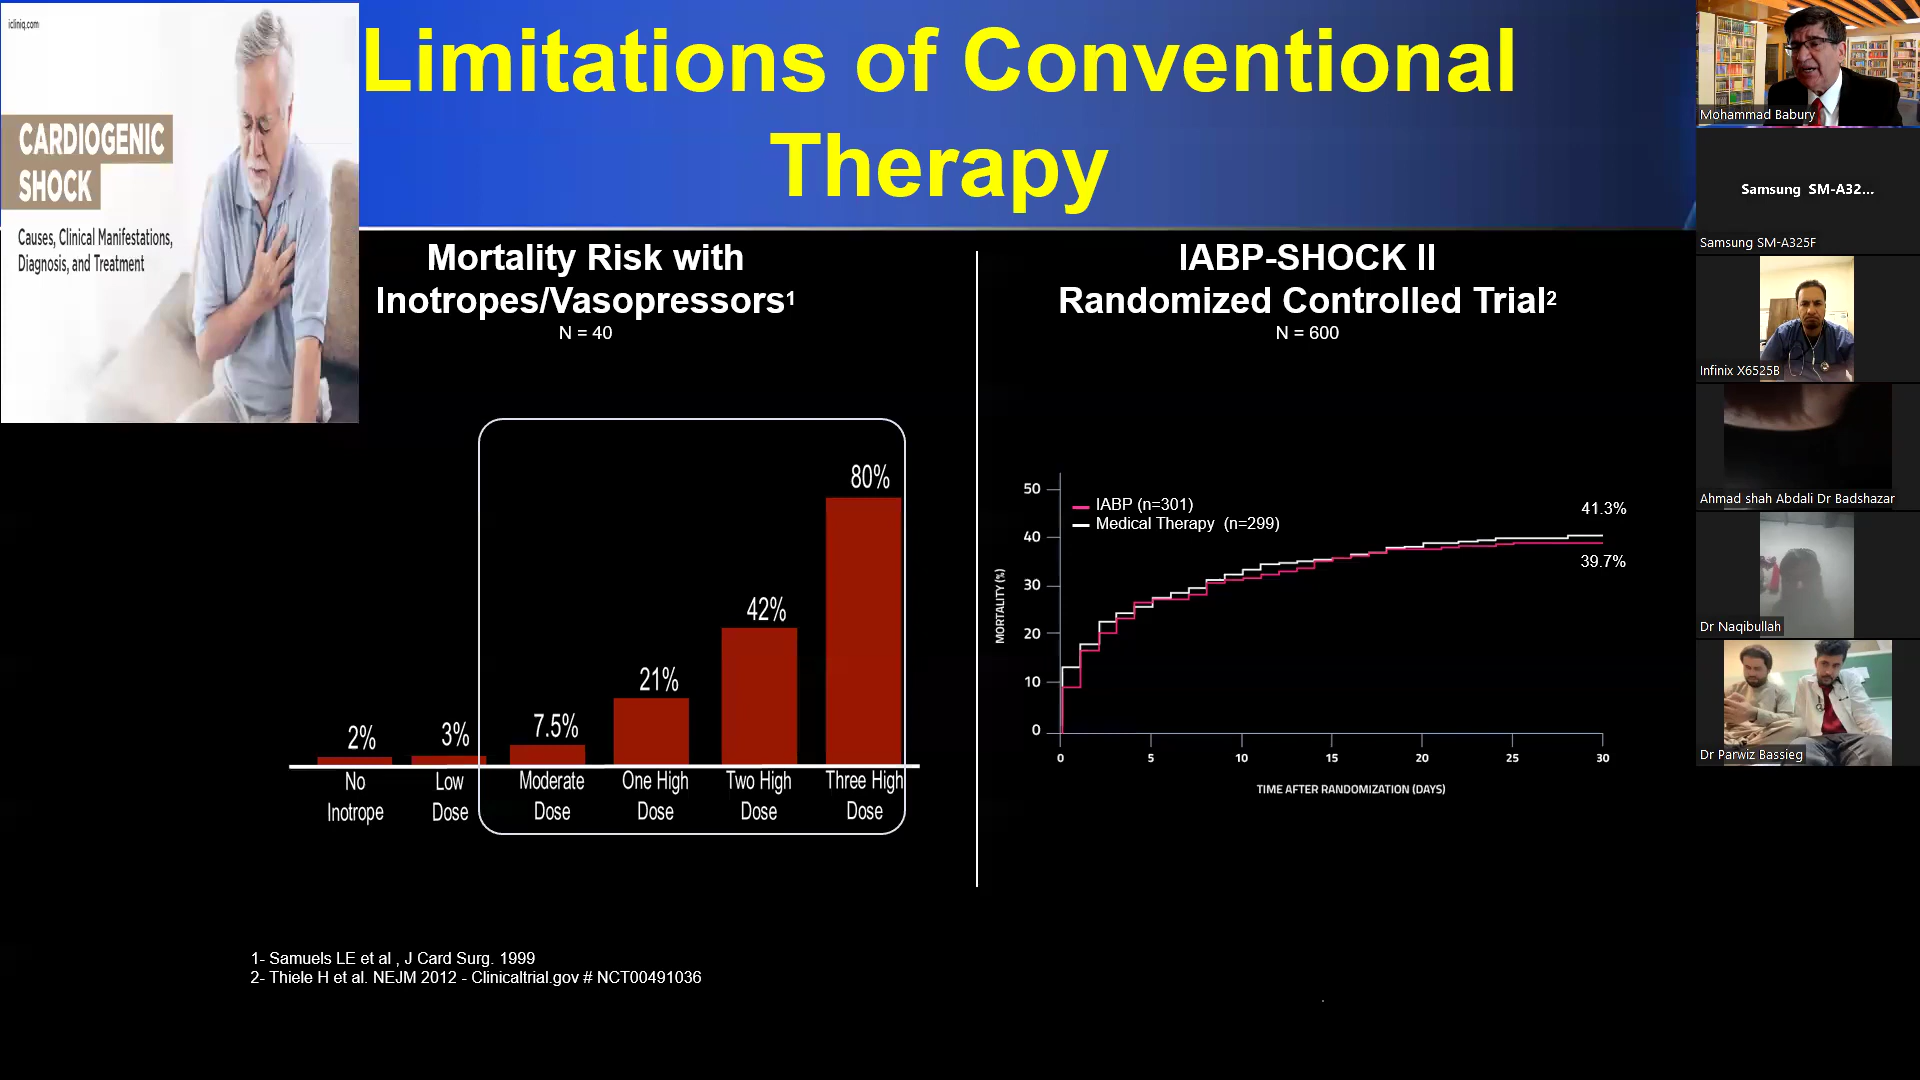 icliniq.com
CARDIOGENIC
SHOCK
Causes, Clinical Manifestations,
Diagnosis, and Treatment
Limitations of Conventional
Therapy
Mortality Risk with
Inotropes/Vasopressors1
N = 40
2%
3%
7.5%
21%
42%
80%
No
Inotrope
Low
Dose
Moderate
Dose
One High
Dose
Two High
Dose
Three High
Dose
IABP-SHOCK II
Randomized Controlled Trial2
N = 600
IABP (n=301)
Medical Therapy (n=299)
41.3%
39.7%
MORTALITY (%)
50
40
30
20
10
0
0 5 10 15 20 25 30
TIME AFTER RANDOMIZATION (DAYS)
1- Samuels LE et al , J Card Surg. 1999
2- Thiele H et al. NEJM 2012 - Clinicaltrial.gov # NCT00491036
Mohammad Babury
Samsung SM-A32...
Samsung SM-A325F
Infinix X6525B
Ahmad shah Abdali Dr Badshazar
Dr Naqibullah
Dr Parwiz Bassieg